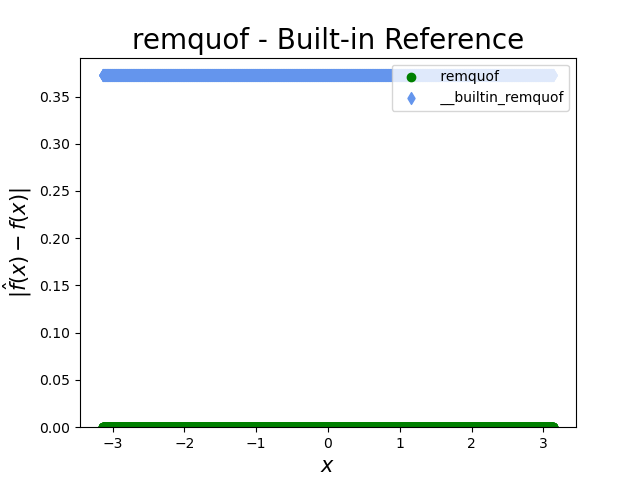 remquof - Built-in Reference
remquof
__builtin_remquof
0.35
0.30
0.25
0.20
0.15
0.10
0.05
0.00
|f̂(x) − f(x)|
−3 −2 −1 0 1 2 3
x